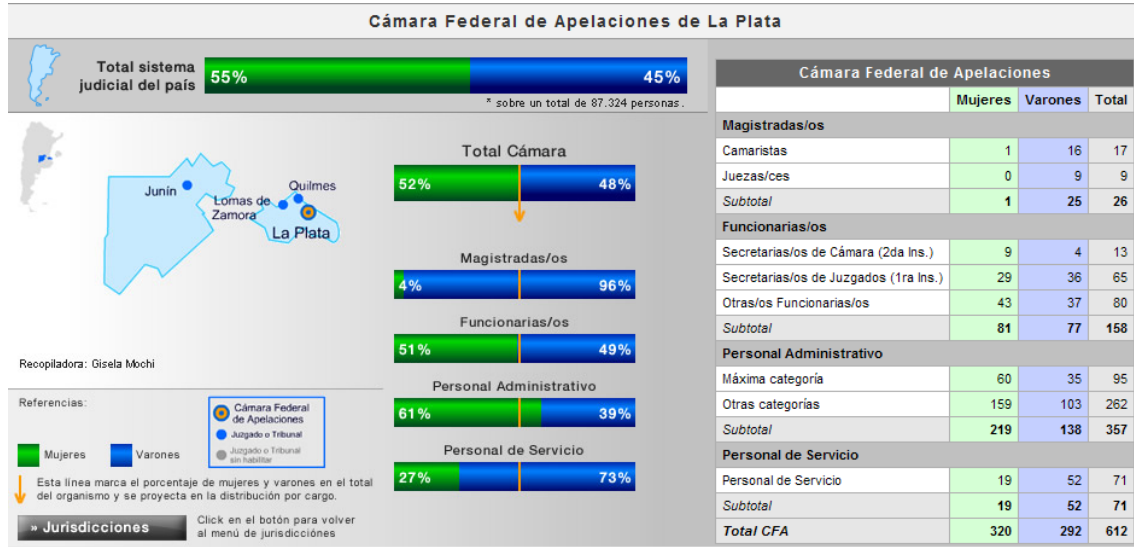 Cámara Federal de Apelaciones de La Plata
Total sistema
judicial del país
55%
45%
* sobre un total de 87.324 personas.
Junín
Quilmes
Lomas de
Zamora
La Plata
Recopiladora: Gisela Mochi
Total Cámara
52%
48%
Magistradas/os
4%
96%
Funcionarias/os
51%
49%
Personal Administrativo
61%
39%
Personal de Servicio
27%
73%
Referencias:
Mujeres
Varones
Cámara Federal
de Apelaciones
Juzgado o Tribunal
Juzgado o Tribunal
sin habilitar
Esta línea marca el porcentaje de mujeres y varones en el total
del organismo y se proyecta en la distribución por cargo.
» Jurisdicciones
Click en el botón para volver
al menú de jurisdicciónes
Cámara Federal de Apelaciones
Mujeres Varones Total
Magistradas/os
Camaristas 1 16 17
Juezas/ces 0 9 9
Subtotal 1 25 26
Funcionarias/os
Secretarias/os de Cámara (2da Ins.) 9 4 13
Secretarias/os de Juzgados (1ra Ins.) 29 36 65
Otras/os Funcionarias/os 43 37 80
Subtotal 81 77 158
Personal Administrativo
Máxima categoría 60 35 95
Otras categorías 159 103 262
Subtotal 219 138 357
Personal de Servicio
Personal de Servicio 19 52 71
Subtotal 19 52 71
Total CFA 320 292 612